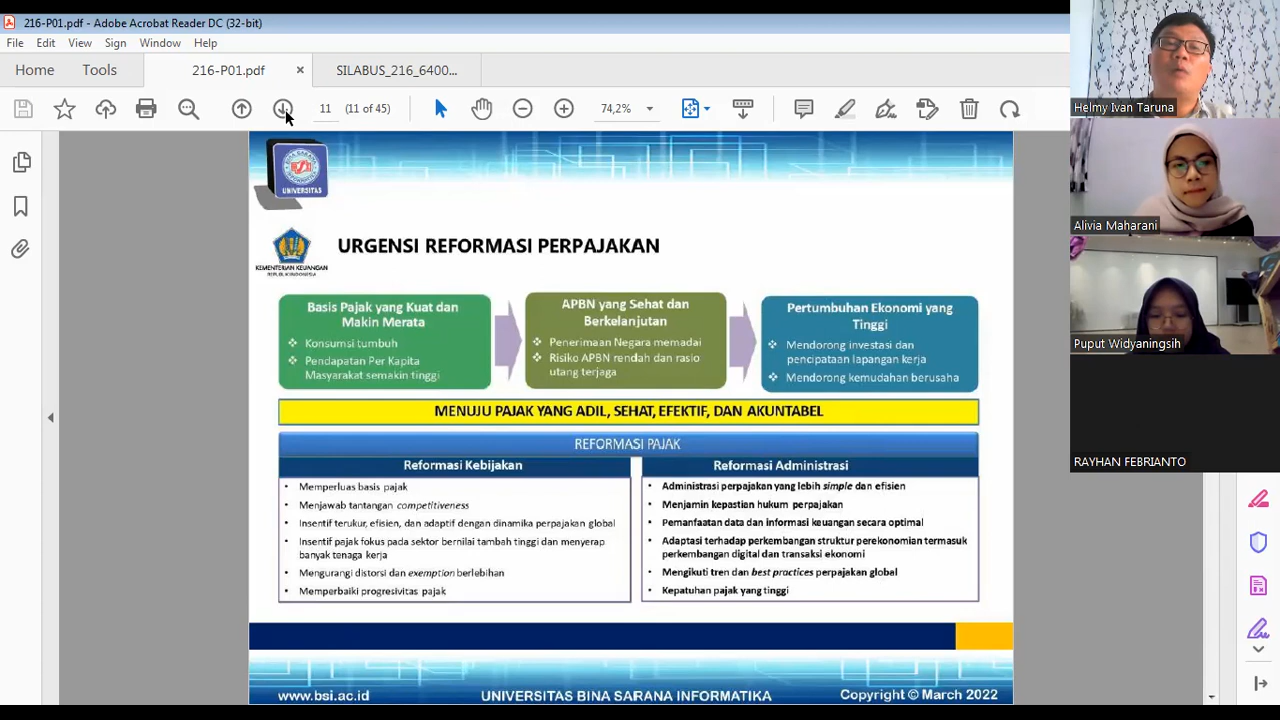 216-P01.pdf - Adobe Acrobat Reader DC (32-bit)
File Edit View Sign Window Help
Home Tools 216-P01.pdf × SILABUS_216_6400...
11 (11 of 45) 74,2%
Helmy Ivan Taruna
Alivia Maharani
Puput Widyaningsih
RAYHAN FEBRIANTO
UNIVERSITAS
KEMENTERIAN KEUANGAN
REPUBLIK INDONESIA
URGENSI REFORMASI PERPAJAKAN
Basis Pajak yang Kuat dan
Makin Merata
Konsumsi tumbuh
Pendapatan Per Kapita
Masyarakat semakin tinggi
APBN yang Sehat dan
Berkelanjutan
Penerimaan Negara memadai
Risiko APBN rendah dan rasio
utang terjaga
Pertumbuhan Ekonomi yang
Tinggi
Mendorong investasi dan
pencipataan lapangan kerja
Mendorong kemudahan berusaha
MENUJU PAJAK YANG ADIL, SEHAT, EFEKTIF, DAN AKUNTABEL
REFORMASI PAJAK
Reformasi Kebijakan
• Memperluas basis pajak
• Menjawab tantangan competitiveness
• Insentif terukur, efisien, dan adaptif dengan dinamika perpajakan global
• Insentif pajak fokus pada sektor bernilai tambah tinggi dan menyerap
banyak tenaga kerja
• Mengurangi distorsi dan exemption berlebihan
• Memperbaiki progresivitas pajak
Reformasi Administrasi
• Administrasi perpajakan yang lebih simple dan efisien
• Menjamin kepastian hukum perpajakan
• Pemanfaatan data dan informasi keuangan secara optimal
• Adaptasi terhadap perkembangan struktur perekonomian termasuk
perkembangan digital dan transaksi ekonomi
• Mengikuti tren dan best practices perpajakan global
• Kepatuhan pajak yang tinggi
www.bsi.ac.id UNIVERSITAS BINA SARANA INFORMATIKA Copyright © March 2022